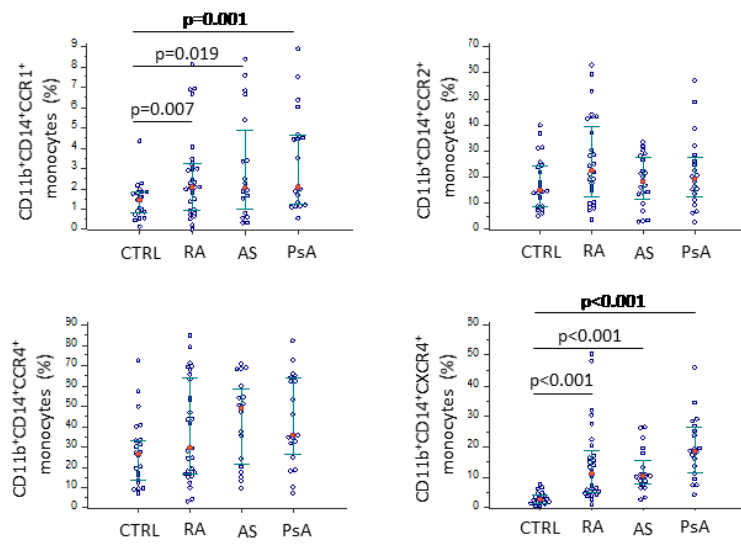 p=0.001
p=0.019
p=0.007
CD11b⁺CD14⁺CCR1⁺
monocytes (%)
9
8
7
6
5
4
3
2
1
0
CTRL RA AS PsA
CD11b⁺CD14⁺CCR2⁺
monocytes (%)
70
60
50
40
30
20
10
0
CTRL RA AS PsA
CD11b⁺CD14⁺CCR4⁺
monocytes (%)
90
80
70
60
50
40
30
20
10
0
CTRL RA AS PsA
p<0.001
p<0.001
p<0.001
CD11b⁺CD14⁺CXCR4⁺
monocytes (%)
60
50
40
30
20
10
0
CTRL RA AS PsA